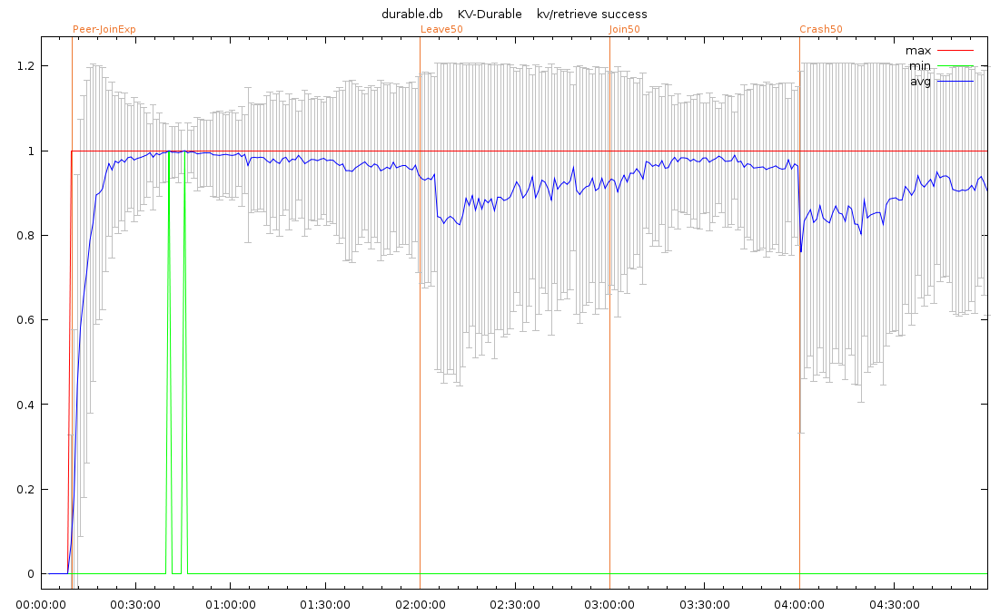 durable.db    KV-Durable    kv/retrieve success
Peer-JoinExp Leave50 Join50 Crash50
max
min
avg
1.2
1
0.8
0.6
0.4
0.2
0
00:00:00 00:30:00 01:00:00 01:30:00 02:00:00 02:30:00 03:00:00 03:30:00 04:00:00 04:30:00